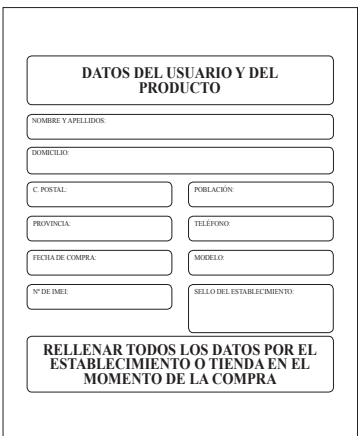 DATOS DEL USUARIO Y DEL
PRODUCTO
NOMBRE Y APELLIDOS:
DOMICILIO:
C. POSTAL:
POBLACIÓN:
PROVINCIA:
TELÉFONO:
FECHA DE COMPRA:
MODELO:
Nº DE IMEI:
SELLO DEL ESTABLECIMIENTO:
RELLENAR TODOS LOS DATOS POR EL
ESTABLECIMIENTO O TIENDA EN EL
MOMENTO DE LA COMPRA